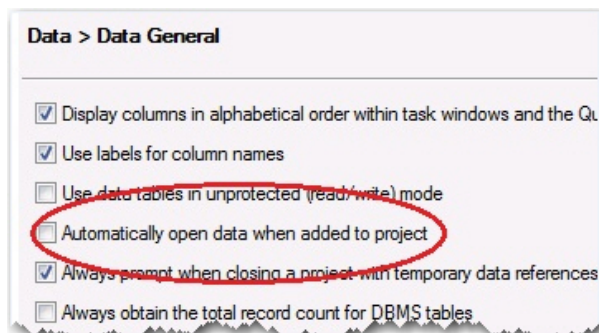 Data > Data General
Display columns in alphabetical order within task windows and the Qu
Use labels for column names
Use data tables in unprotected (read/write) mode
Automatically open data when added to project
Always prompt when closing a project with temporary data references
Always obtain the total record count for DBMS tables